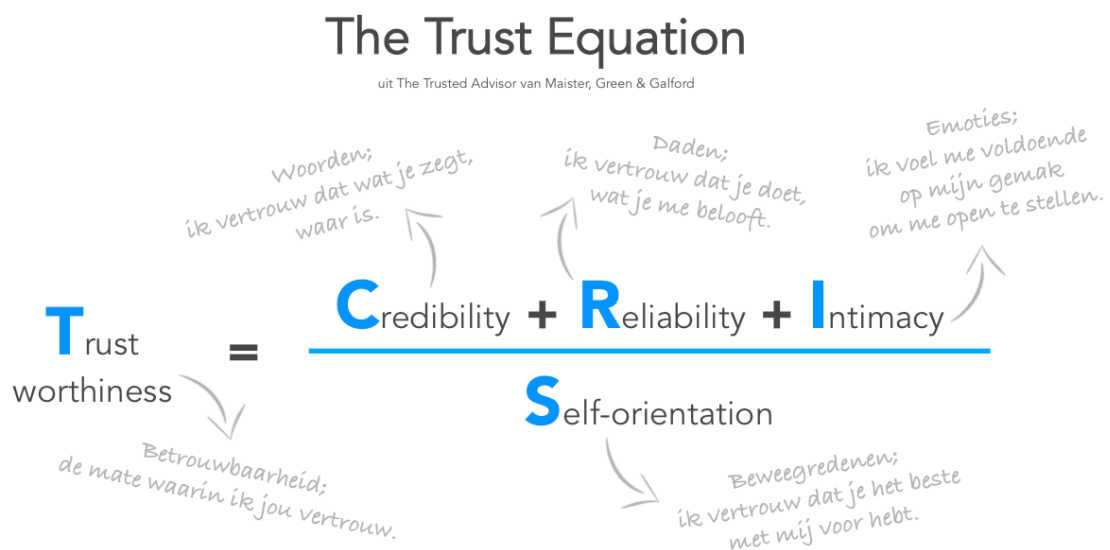 The Trust Equation
uit The Trusted Advisor van Maister, Green & Galford
Woorden;
ik vertrouw dat wat je zegt,
waar is.
Daden;
ik vertrouw dat je doet,
wat je me belooft.
Emoties;
ik voel me voldoende
op mijn gemak
om me open te stellen.
Trust
worthiness
=
Credibility + Reliability + Intimacy
Self-orientation
Betrouwbaarheid;
de mate waarin ik jou vertrouw.
Beweegredenen;
ik vertrouw dat je het beste
met mij voor hebt.